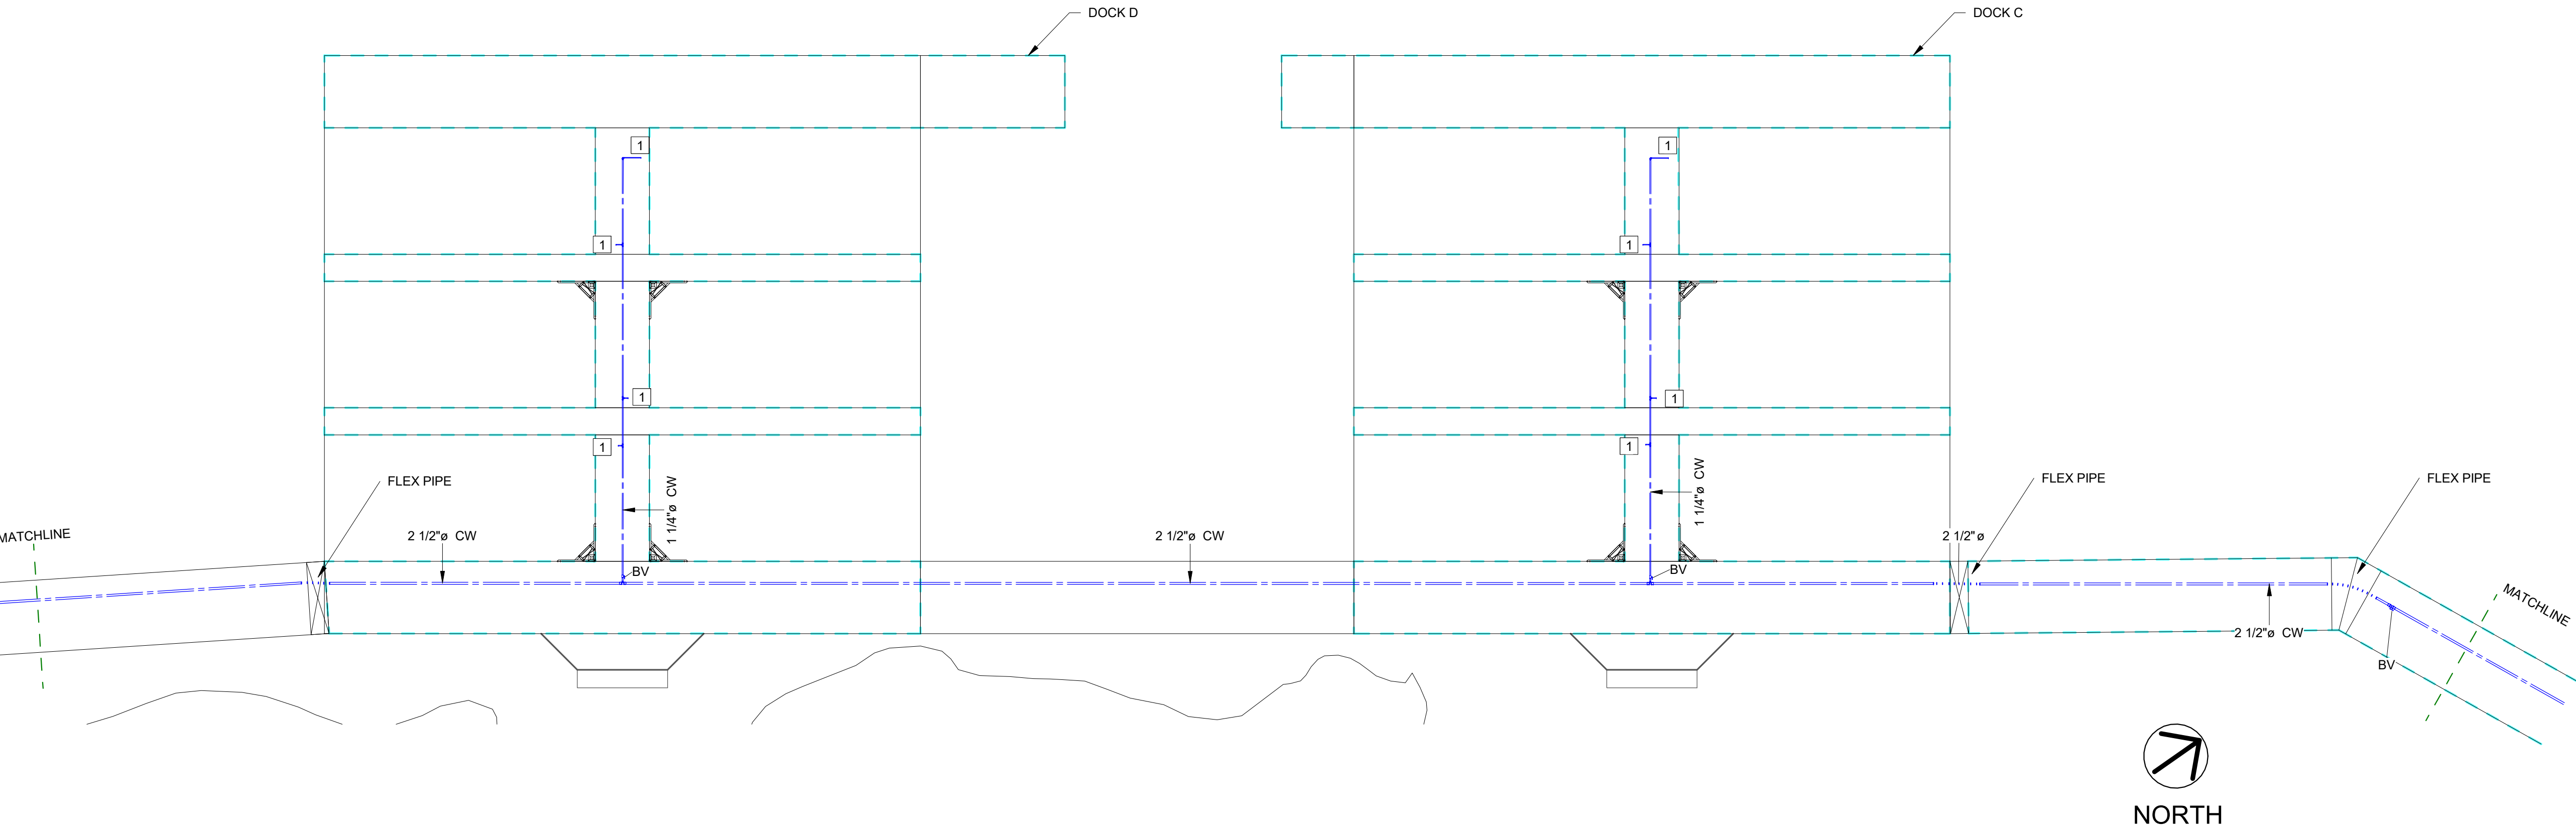 DOCK D
DOCK C
1
1
1
1
1
1
1
1
FLEX PIPE
1 1/4"ø CW
1 1/4"ø CW
FLEX PIPE
FLEX PIPE
MATCHLINE
2 1/2"ø CW
2 1/2"ø CW
2 1/2"ø
BV
BV
MATCHLINE
2 1/2"ø CW
BV
NORTH